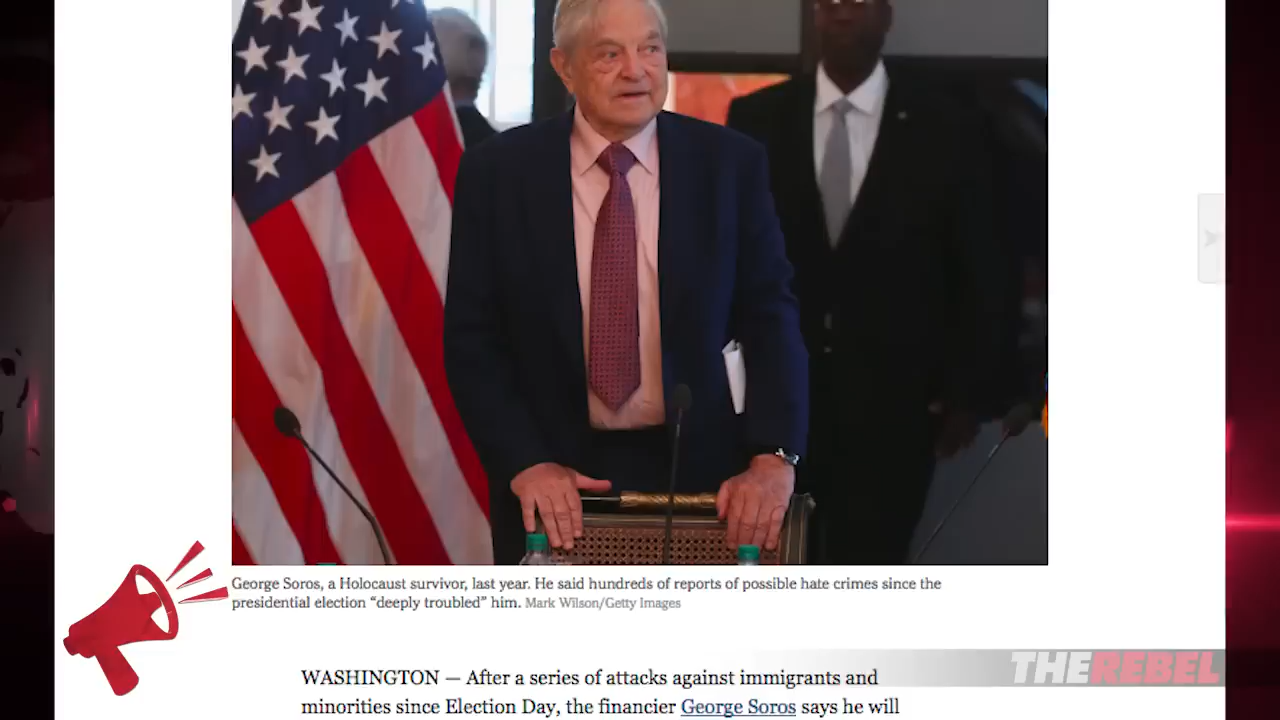 George Soros, a Holocaust survivor, last year. He said hundreds of reports of possible hate crimes since the
presidential election “deeply troubled” him. Mark Wilson/Getty Images
WASHINGTON — After a series of attacks against immigrants and
minorities since Election Day, the financier George Soros says he will
THEREBEL